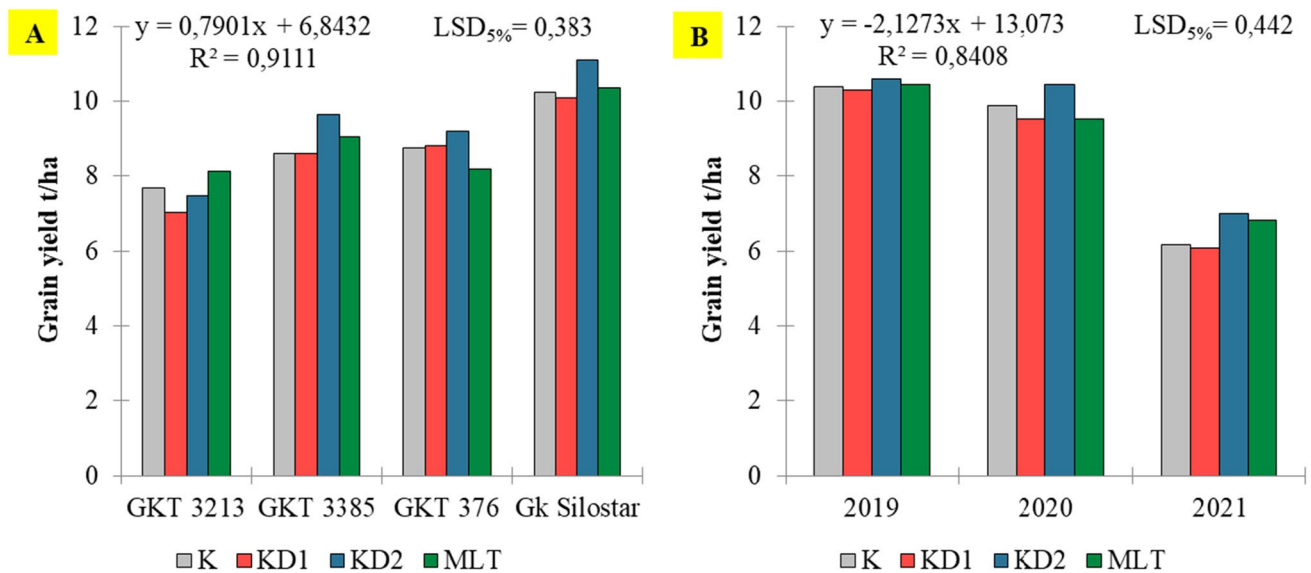 A
y = 0,7901x + 6,8432
R² = 0,9111
LSD5%= 0,383
Grain yield t/ha
12
10
8
6
4
2
0
GKT 3213 GKT 3385 GKT 376 Gk Silostar
K KD1 KD2 MLT
B
y = -2,1273x + 13,073
R² = 0,8408
LSD5%= 0,442
Grain yield t/ha
12
10
8
6
4
2
0
2019 2020 2021
K KD1 KD2 MLT